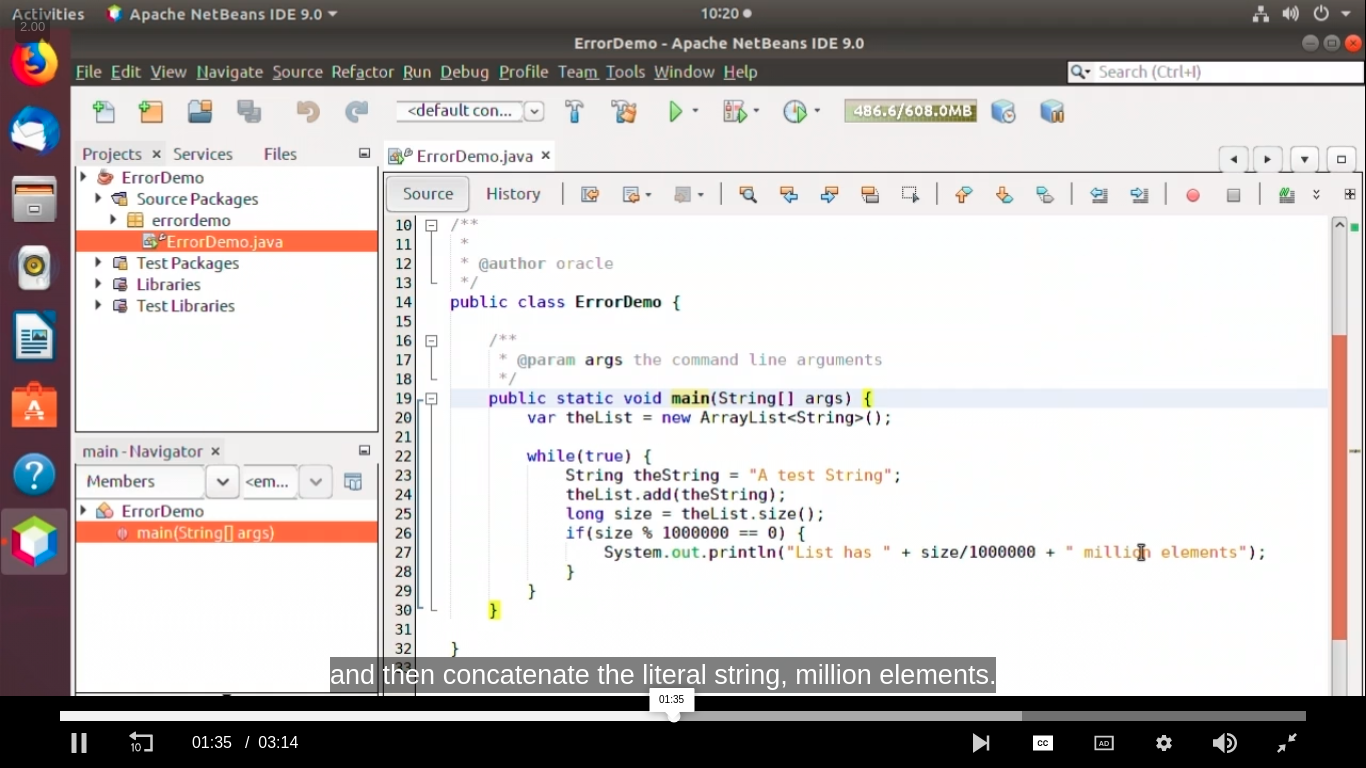 Activities Apache NetBeans IDE 9.0 10:20
2.00
ErrorDemo - Apache NetBeans IDE 9.0
File Edit View Navigate Source Refactor Run Debug Profile Team Tools Window Help Search (Ctrl+I)
<default con... 486.6/608.0MB
Projects Services Files ErrorDemo.java
ErrorDemo
Source Packages
errordemo
ErrorDemo.java
Test Packages
Libraries
Test Libraries
main - Navigator
Members <em...
ErrorDemo
main(String[] args)
Source History
10 /**
11 *
12 * @author oracle
13 */
14 public class ErrorDemo {
15
16 /**
17 * @param args the command line arguments
18 */
19 public static void main(String[] args) {
20 var theList = new ArrayList<String>();
21
22 while(true) {
23 String theString = "A test String";
24 theList.add(theString);
25 long size = theList.size();
26 if(size % 1000000 == 0) {
27 System.out.println("List has " + size/1000000 + " million elements");
28 }
29 }
30 }
31
32 }
and then concatenate the literal string, million elements.
01:35
10 01:35 / 03:14 CC AD